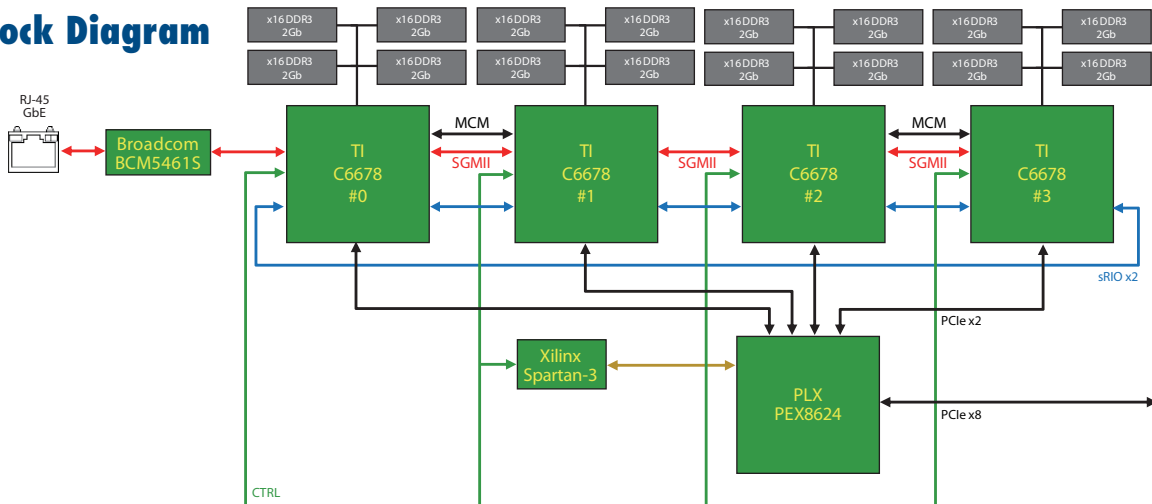 ock Diagram
x16DDR3
2Gb
x16DDR3
2Gb
x16DDR3
2Gb
x16DDR3
2Gb
x16DDR3
2Gb
x16DDR3
2Gb
x16DDR3
2Gb
x16DDR3
2Gb
x16DDR3
2Gb
x16DDR3
2Gb
x16DDR3
2Gb
x16DDR3
2Gb
x16DDR3
2Gb
x16DDR3
2Gb
x16DDR3
2Gb
x16DDR3
2Gb
RJ-45
GbE
Broadcom
BCM5461S
TI
C6678
#0
MCM
SGMII
TI
C6678
#1
SGMII
TI
C6678
#2
MCM
SGMII
TI
C6678
#3
sRIO x2
PCIe x2
Xilinx
Spartan-3
PLX
PEX8624
PCIe x8
CTRL